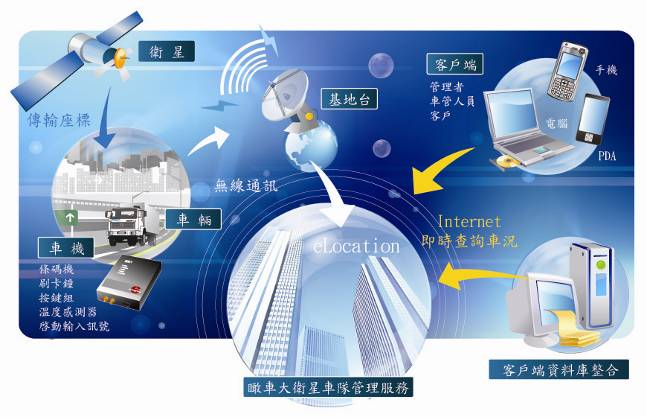 衛星
傳輸座標
車輛
車機
條碼機
刷卡鐘
按鍵組
溫度感測器
啓動輸入訊號
無線通訊
基地台
客戶端
管理者
車管人員
客戶
手機
電腦
PDA
Internet
即時查詢車況
eLocation
客戶端資料庫整合
瞰車大衛星車隊管理服務